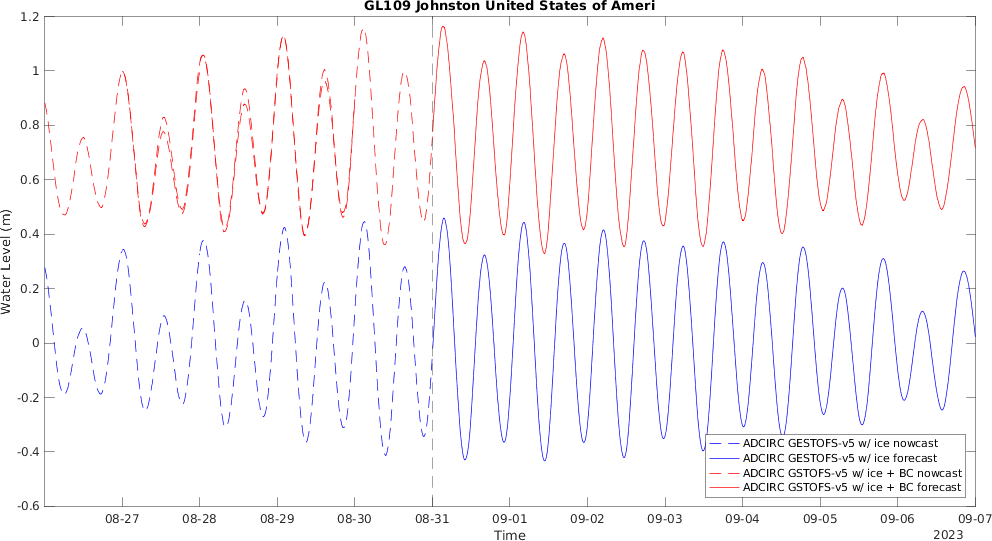 GL109 Johnston United States of Ameri
1.2
1
0.8
0.6
0.4
0.2
0
-0.2
-0.4
-0.6
Water Level (m)
ADCIRC GESTOFS-v5 w/ ice nowcast
ADCIRC GESTOFS-v5 w/ ice forecast
ADCIRC GSTOFS-v5 w/ ice + BC nowcast
ADCIRC GSTOFS-v5 w/ ice + BC forecast
08-27 08-28 08-29 08-30 08-31 09-01 09-02 09-03 09-04 09-05 09-06 09-07
Time
2023